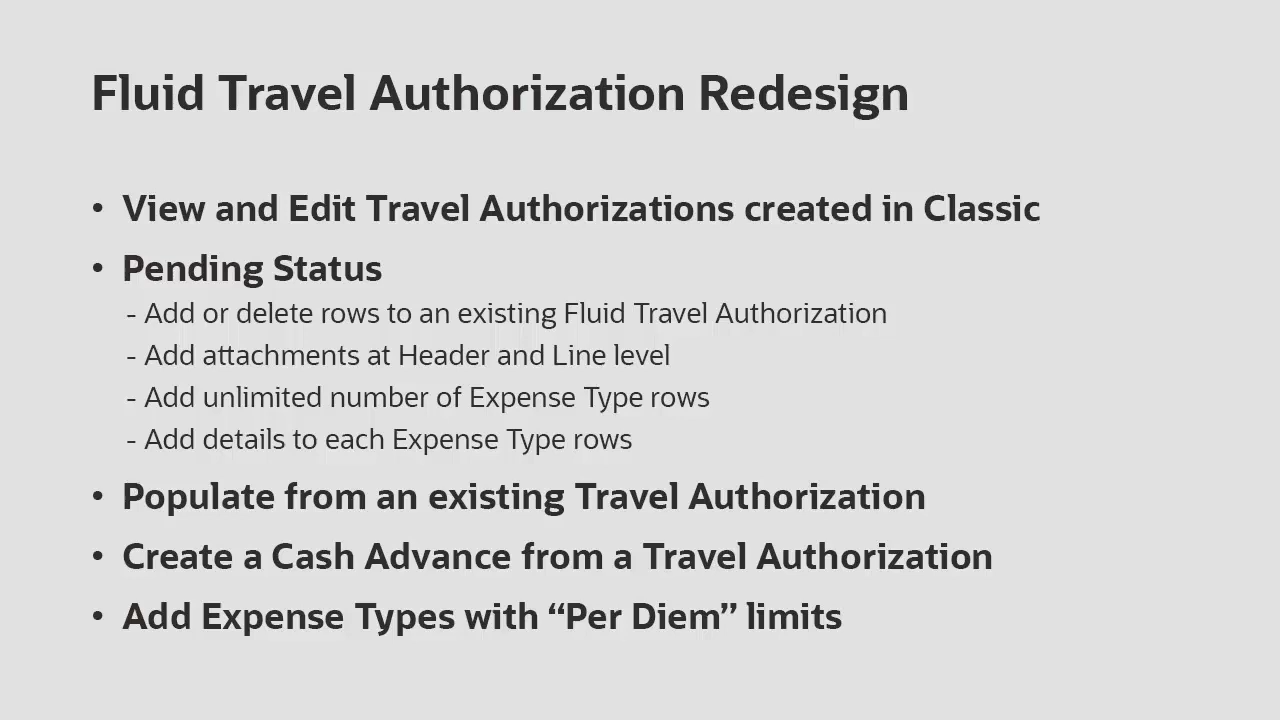 Fluid Travel Authorization Redesign
• View and Edit Travel Authorizations created in Classic
• Pending Status
- Add or delete rows to an existing Fluid Travel Authorization
- Add attachments at Header and Line level
- Add unlimited number of Expense Type rows
- Add details to each Expense Type rows
• Populate from an existing Travel Authorization
• Create a Cash Advance from a Travel Authorization
• Add Expense Types with “Per Diem” limits